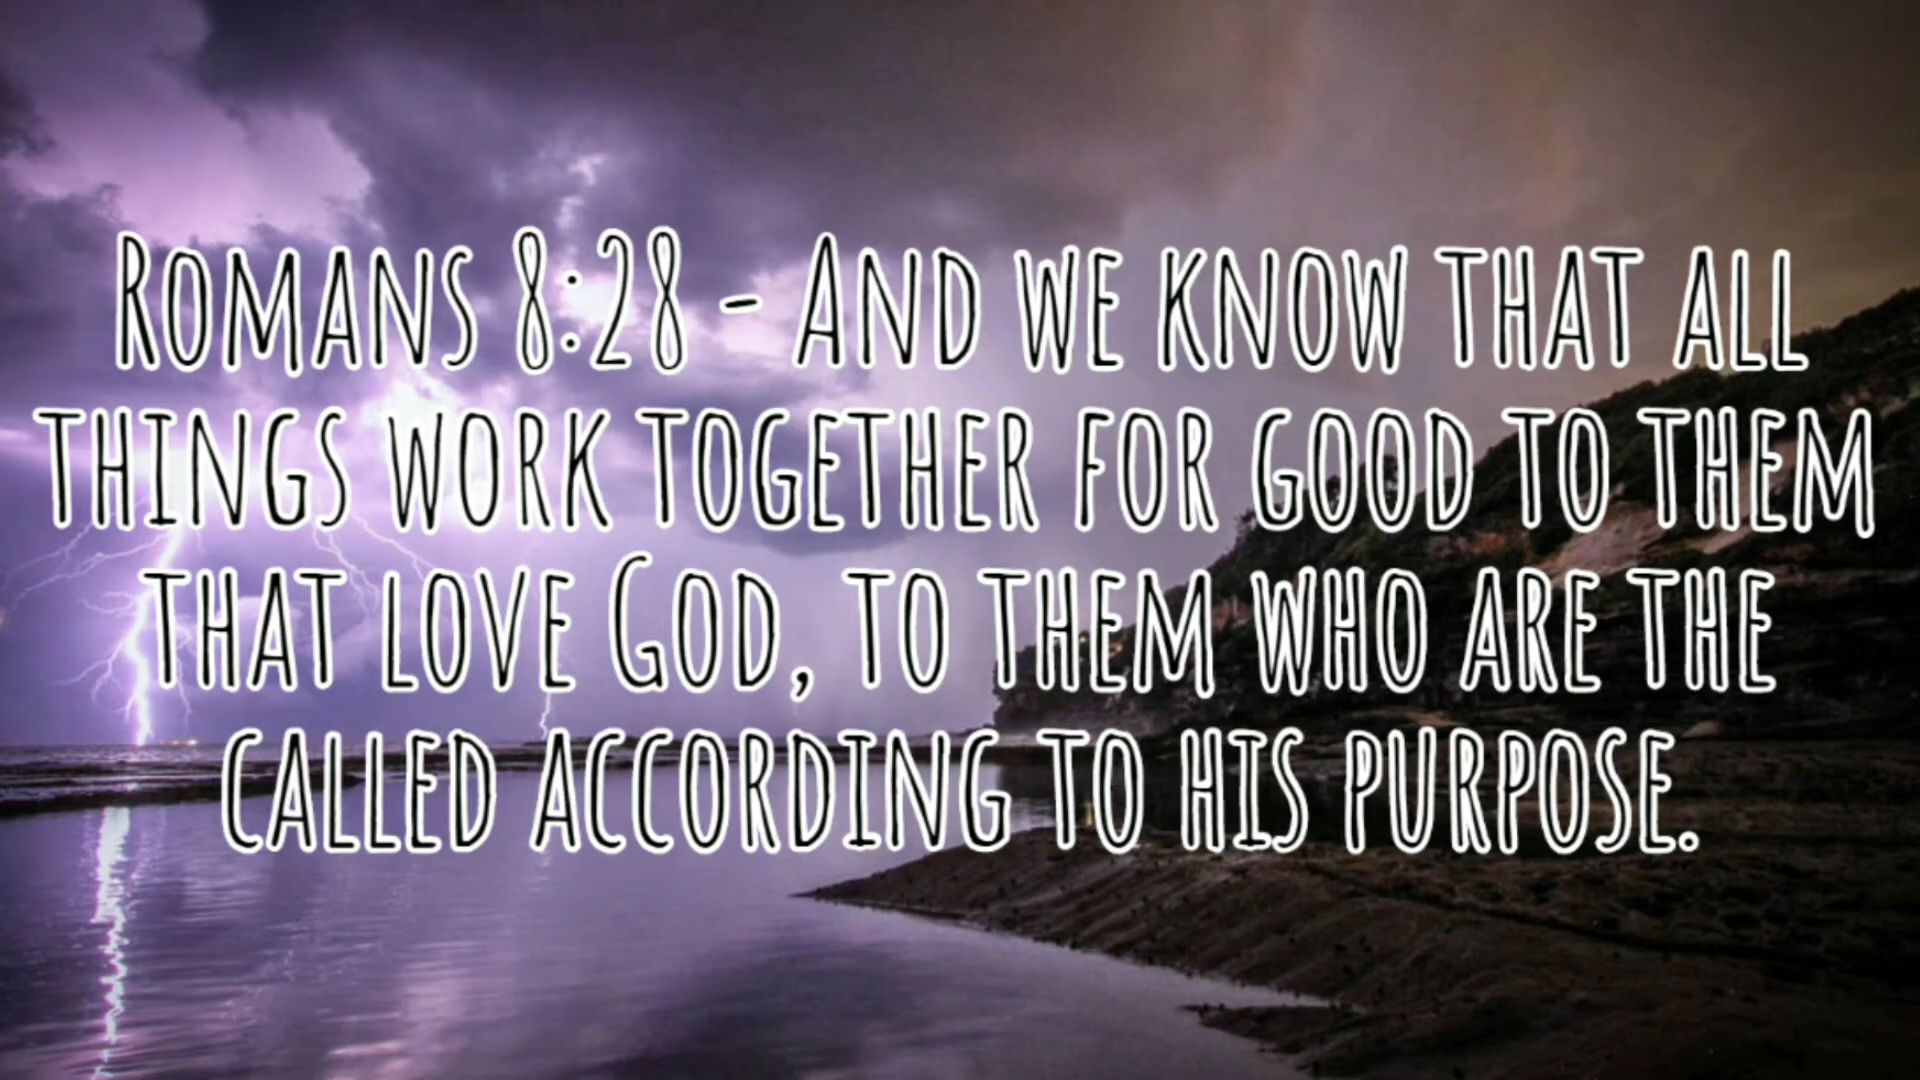 Romans 8:28 - And we know that all
things work together for good to them
that love God, to them who are the
called according to his purpose.